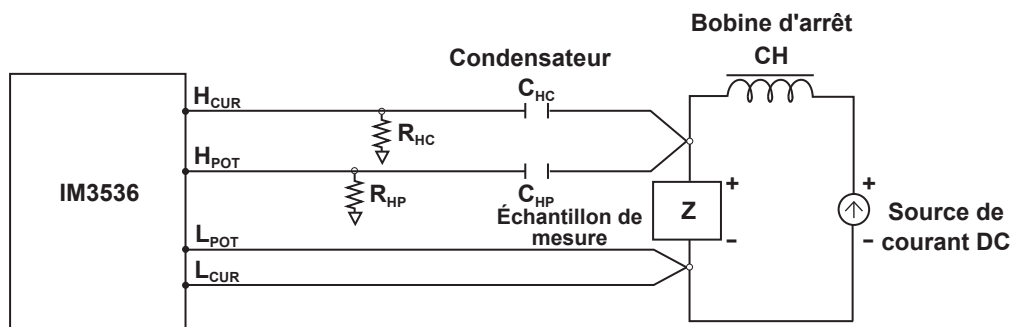 Bobine d'arrêt
CH
Condensateur
C_HC
H_CUR
R_HC
H_POT
C_HP
R_HP
IM3536
Échantillon de
mesure
Z
+
-
+
-
Source de
courant DC
L_POT
L_CUR